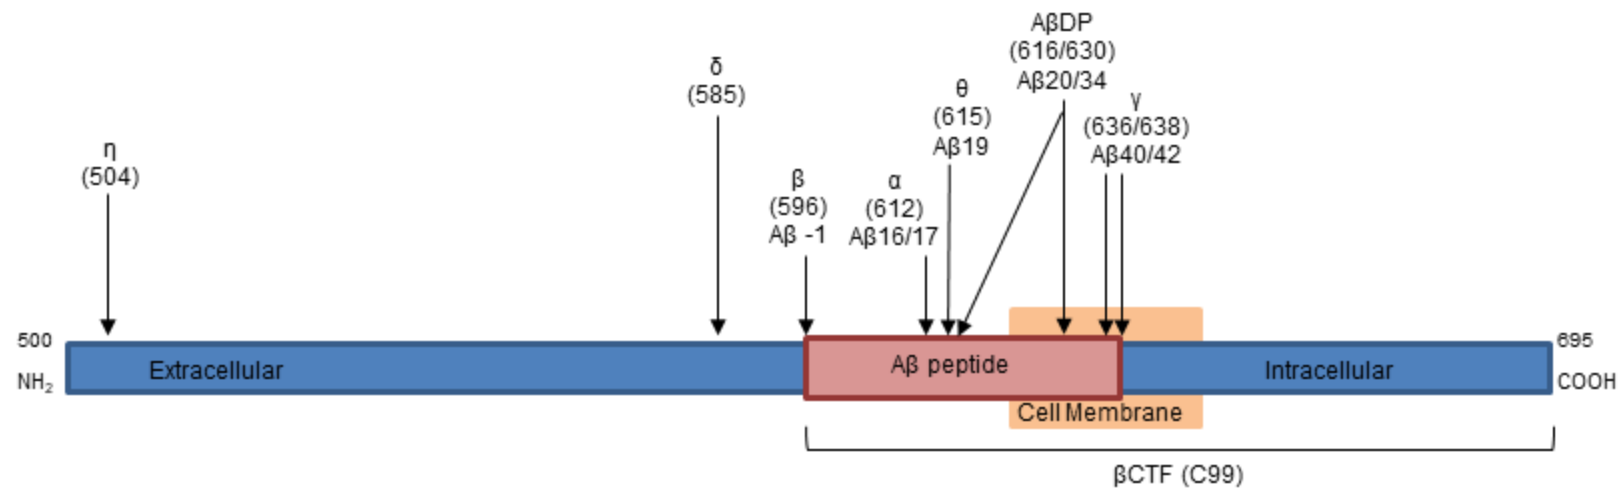 AβDP
(616/630)
Aβ20/34
δ
(585)
θ
(615)
Aβ19
γ
(636/638)
Aβ40/42
η
(504)
β
(596)
Aβ -1
α
(612)
Aβ16/17
500
NH₂
Extracellular
Aβ peptide
Intracellular
695
COOH
Cell Membrane
βCTF (C99)